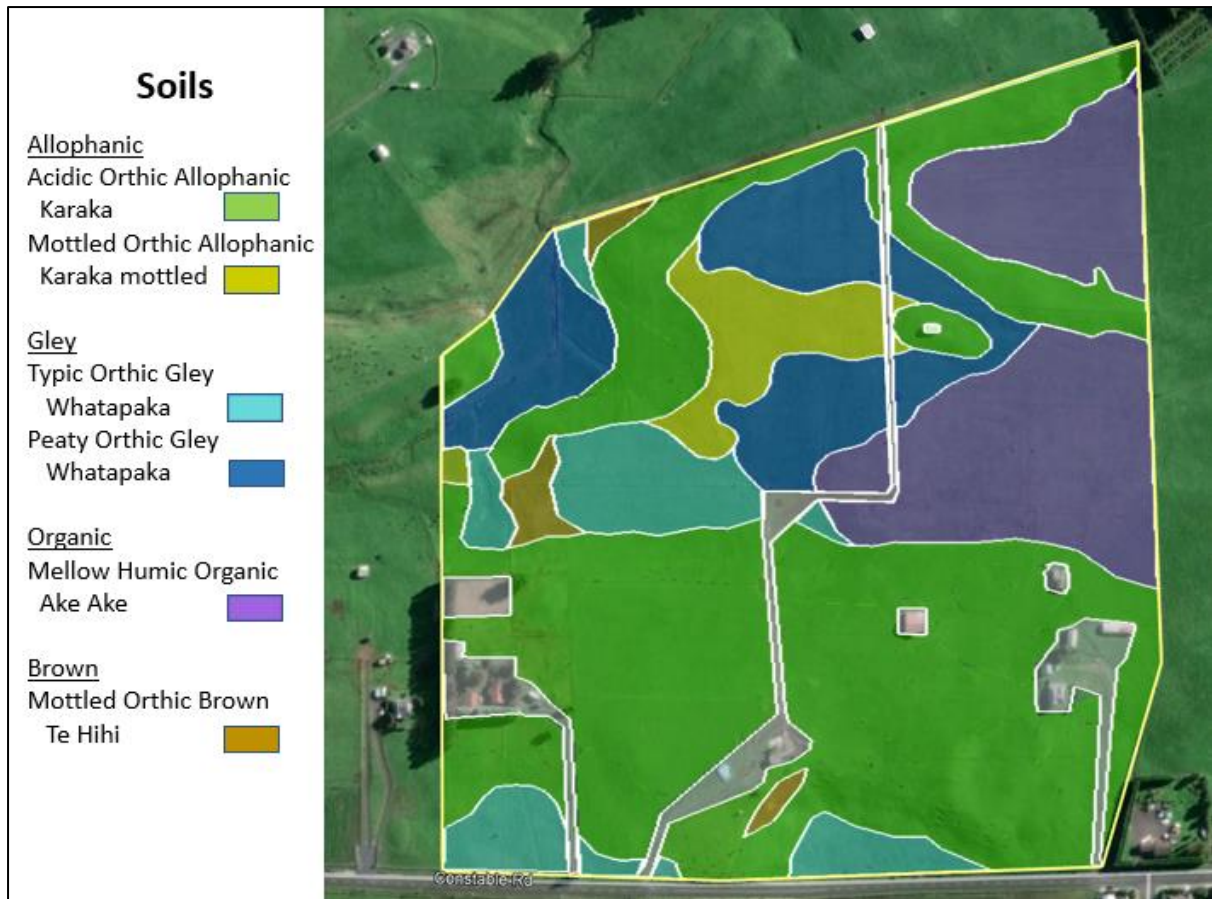 Soils
Allophanic
Acidic Orthic Allophanic
Karaka
Mottled Orthic Allophanic
Karaka mottled
Gley
Typic Orthic Gley
Whatapaka
Peaty Orthic Gley
Whatapaka
Organic
Mellow Humic Organic
Ake Ake
Brown
Mottled Orthic Brown
Te Hihi
Constable Rd